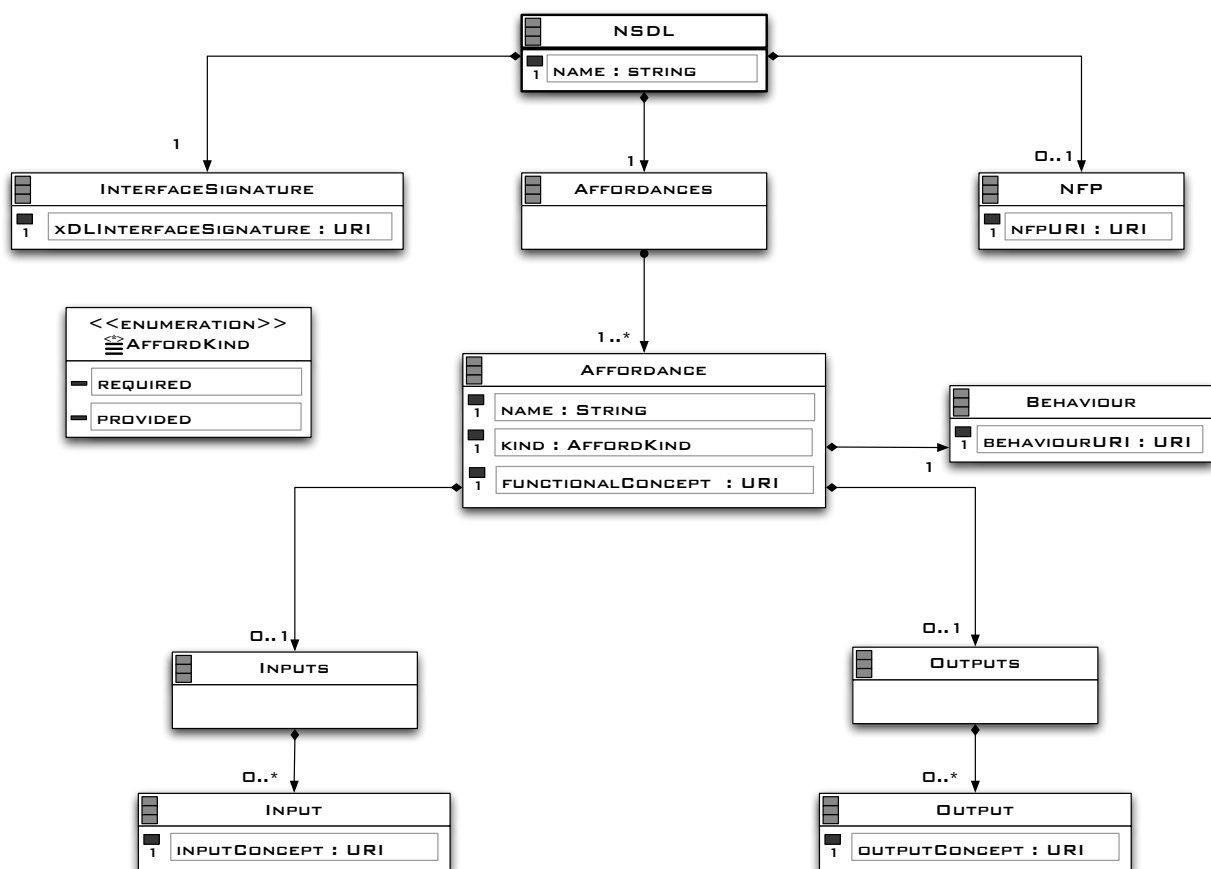 NSDL
1 NAME : STRING
1
1
0..1
INTERFACESIGNATURE
1 XDLINTERFACESIGNATURE : URI
AFFORDANCES
NFP
1 NFPURI : URI
<<ENUMERATION>>
<*> AFFORDKIND
REQUIRED
PROVIDED
1..*
AFFORDANCE
1 NAME : STRING
1 KIND : AFFORDKIND
1 FUNCTIONALCONCEPT : URI
1
BEHAVIOUR
1 BEHAVIOURURI : URI
0..1
0..1
INPUTS
OUTPUTS
0..*
0..*
INPUT
1 INPUTCONCEPT : URI
OUTPUT
1 OUTPUTCONCEPT : URI